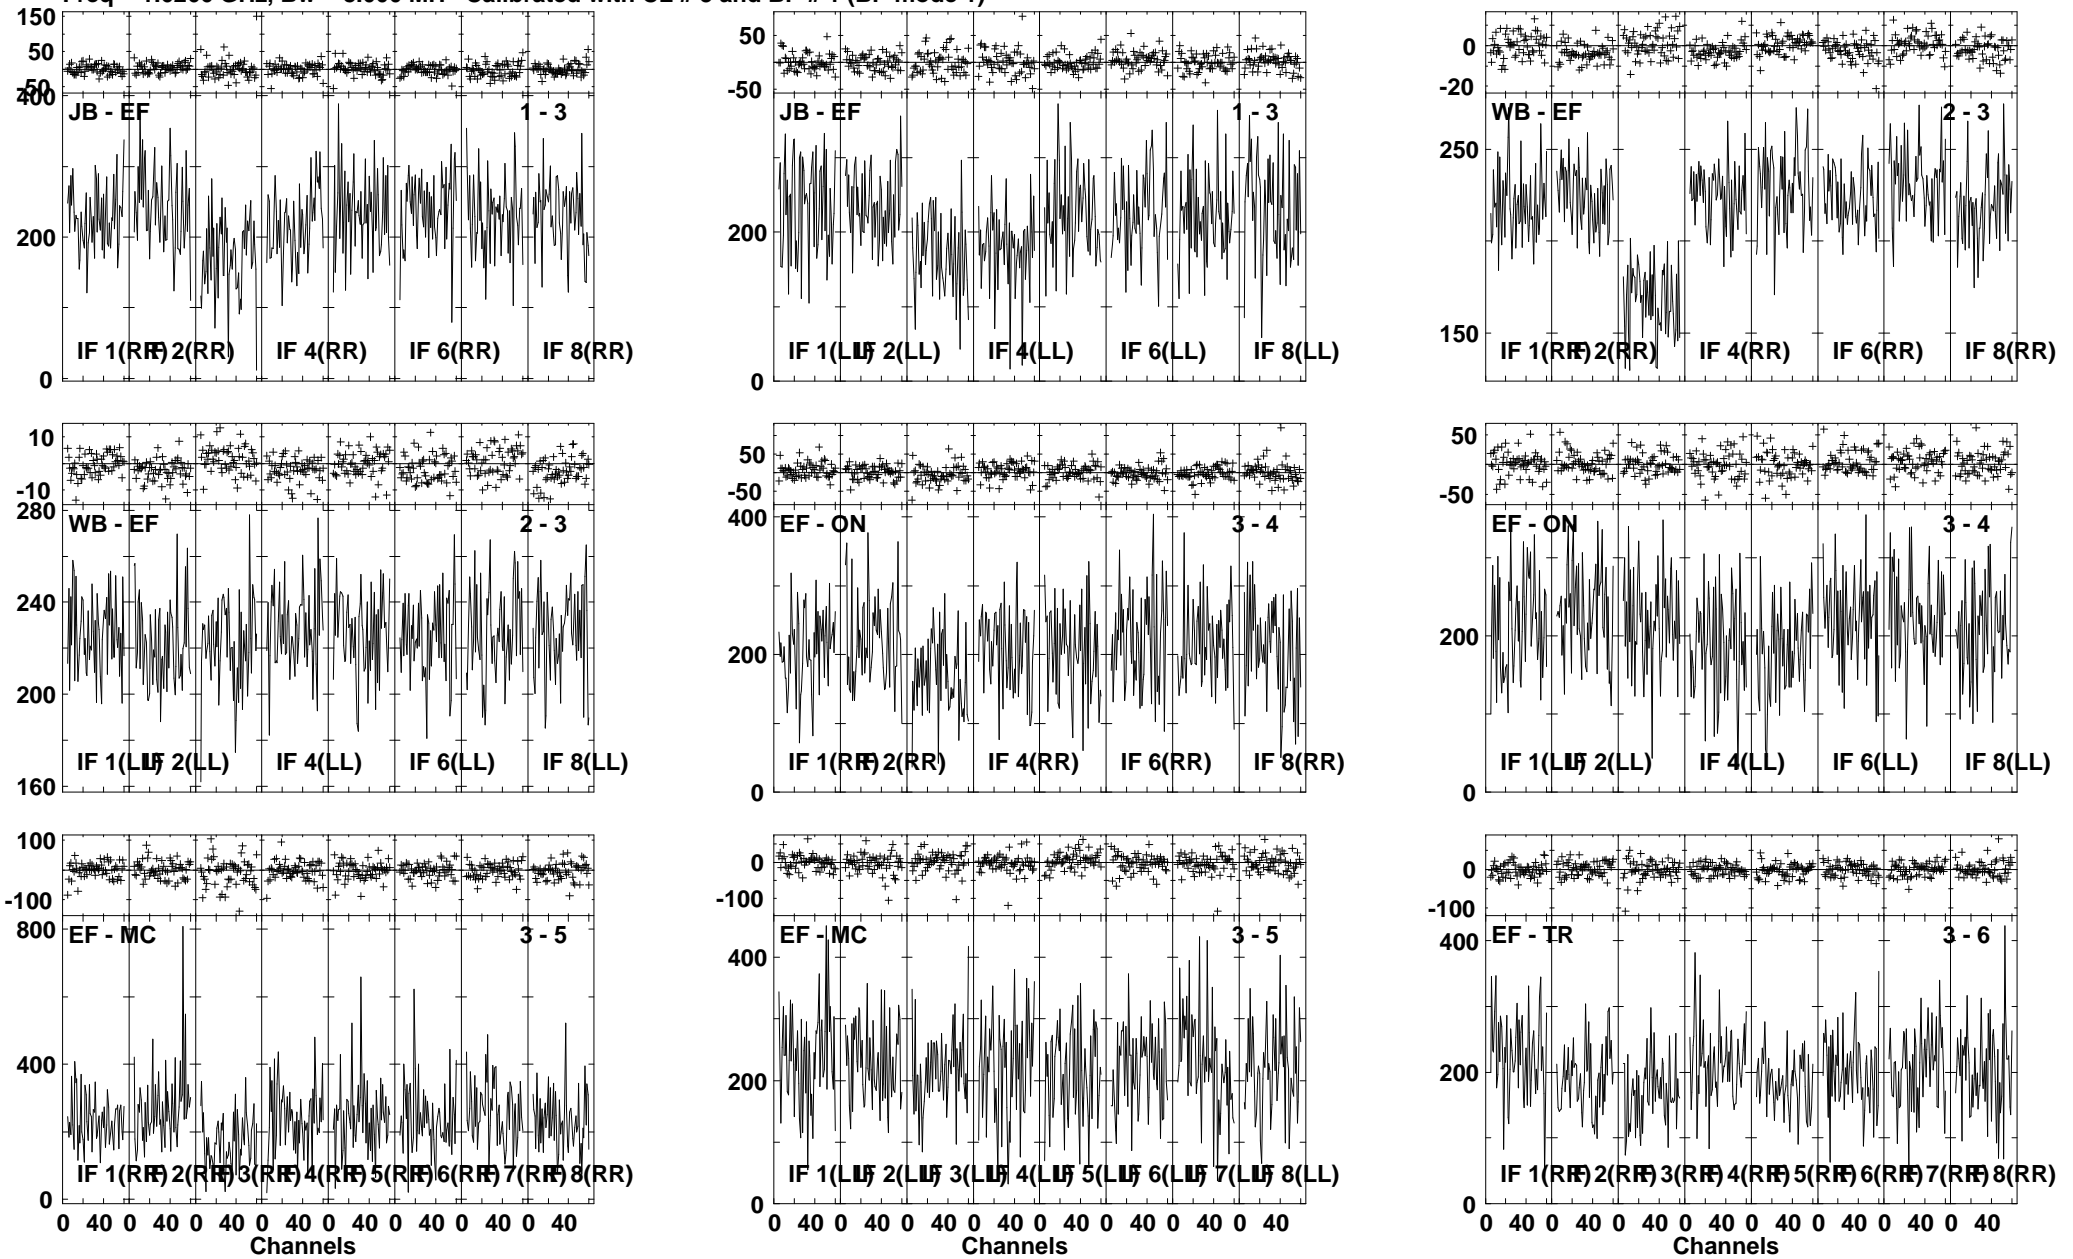 150
50
-50
400
JB - EF
1 - 3
200
IF 1(RR) IF 2(RR) IF 4(RR) IF 6(RR) IF 8(RR)
0
50
-50
JB - EF
1 - 3
200
IF 1(LL) IF 2(LL) IF 4(LL) IF 6(LL) IF 8(LL)
0
0
-20
WB - EF
2 - 3
250
150
IF 1(RR) IF 2(RR) IF 4(RR) IF 6(RR) IF 8(RR)
10
-10
280
WB - EF
2 - 3
240
200
IF 1(LL) IF 2(LL) IF 4(LL) IF 6(LL) IF 8(LL)
160
50
-50
400
EF - ON
3 - 4
200
IF 1(RR) IF 2(RR) IF 4(RR) IF 6(RR) IF 8(RR)
0
50
-50
EF - ON
3 - 4
200
IF 1(LL) IF 2(LL) IF 4(LL) IF 6(LL) IF 8(LL)
0
100
-100
800
EF - MC
3 - 5
400
IF 1(RR) IF 2(RR) IF 3(RR) IF 4(RR) IF 5(RR) IF 6(RR) IF 7(RR) IF 8(RR)
0
0 40 0 40 0 40 0 40 0 40 0 40 0 40 0 40
Channels
0
-100
EF - MC
3 - 5
400
200
IF 1(LL) IF 2(LL) IF 3(LL) IF 4(LL) IF 5(LL) IF 6(LL) IF 7(LL) IF 8(LL)
0
0 40 0 40 0 40 0 40 0 40 0 40 0 40 0 40
Channels
0
-100
EF - TR
3 - 6
400
200
IF 1(RR) IF 2(RR) IF 3(RR) IF 4(RR) IF 5(RR) IF 6(RR) IF 7(RR) IF 8(RR)
0
0 40 0 40 0 40 0 40 0 40 0 40 0 40 0 40
Channels